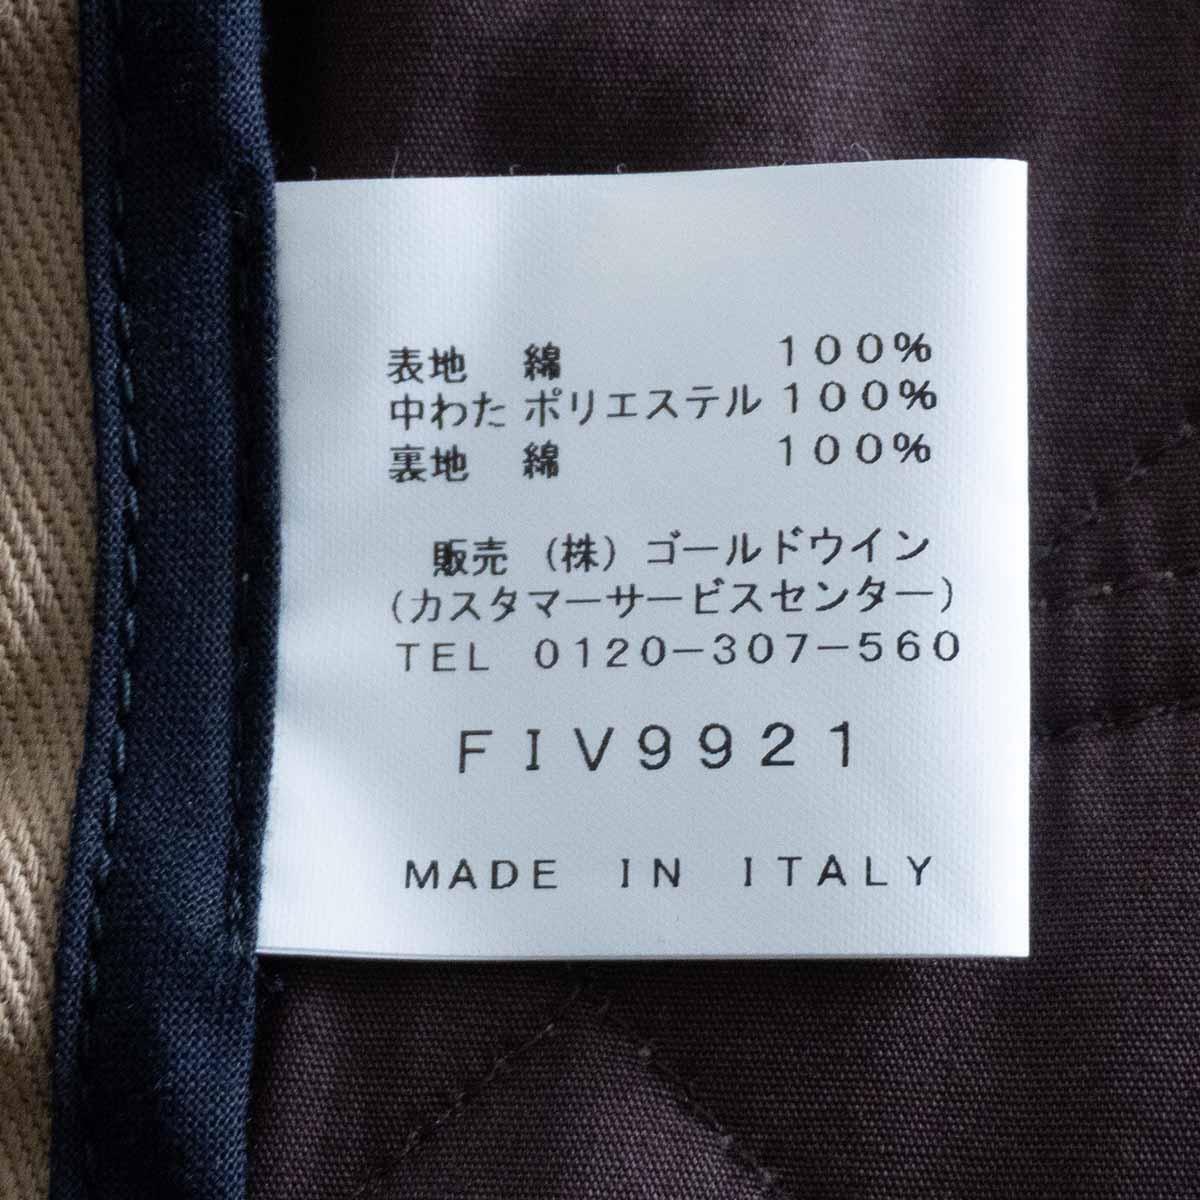 表地 綿 100%
中わた ポリエステル 100%
裏地 綿 100%
販売 (株) ゴールドウイン
(カスタマーサービスセンター)
TEL 0120-307-560
FIV9921
MADE IN ITALY